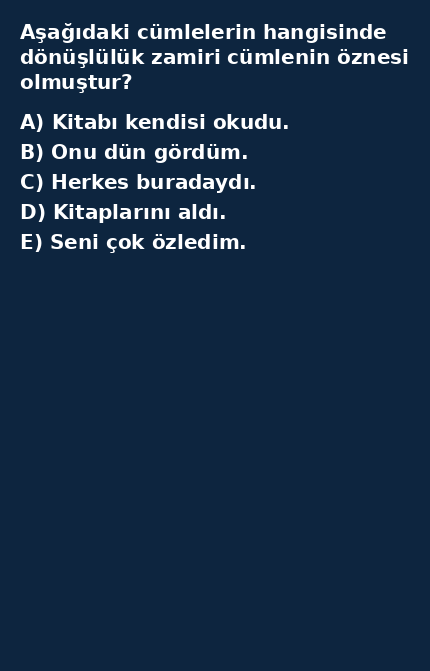 Aşağıdaki cümlelerin hangisinde
dönüşlülük zamiri cümlenin öznesi
olmuştur?
A) Kitabı kendisi okudu.
B) Onu dün gördüm.
C) Herkes buradaydı.
D) Kitaplarını aldı.
E) Seni çok özledim.